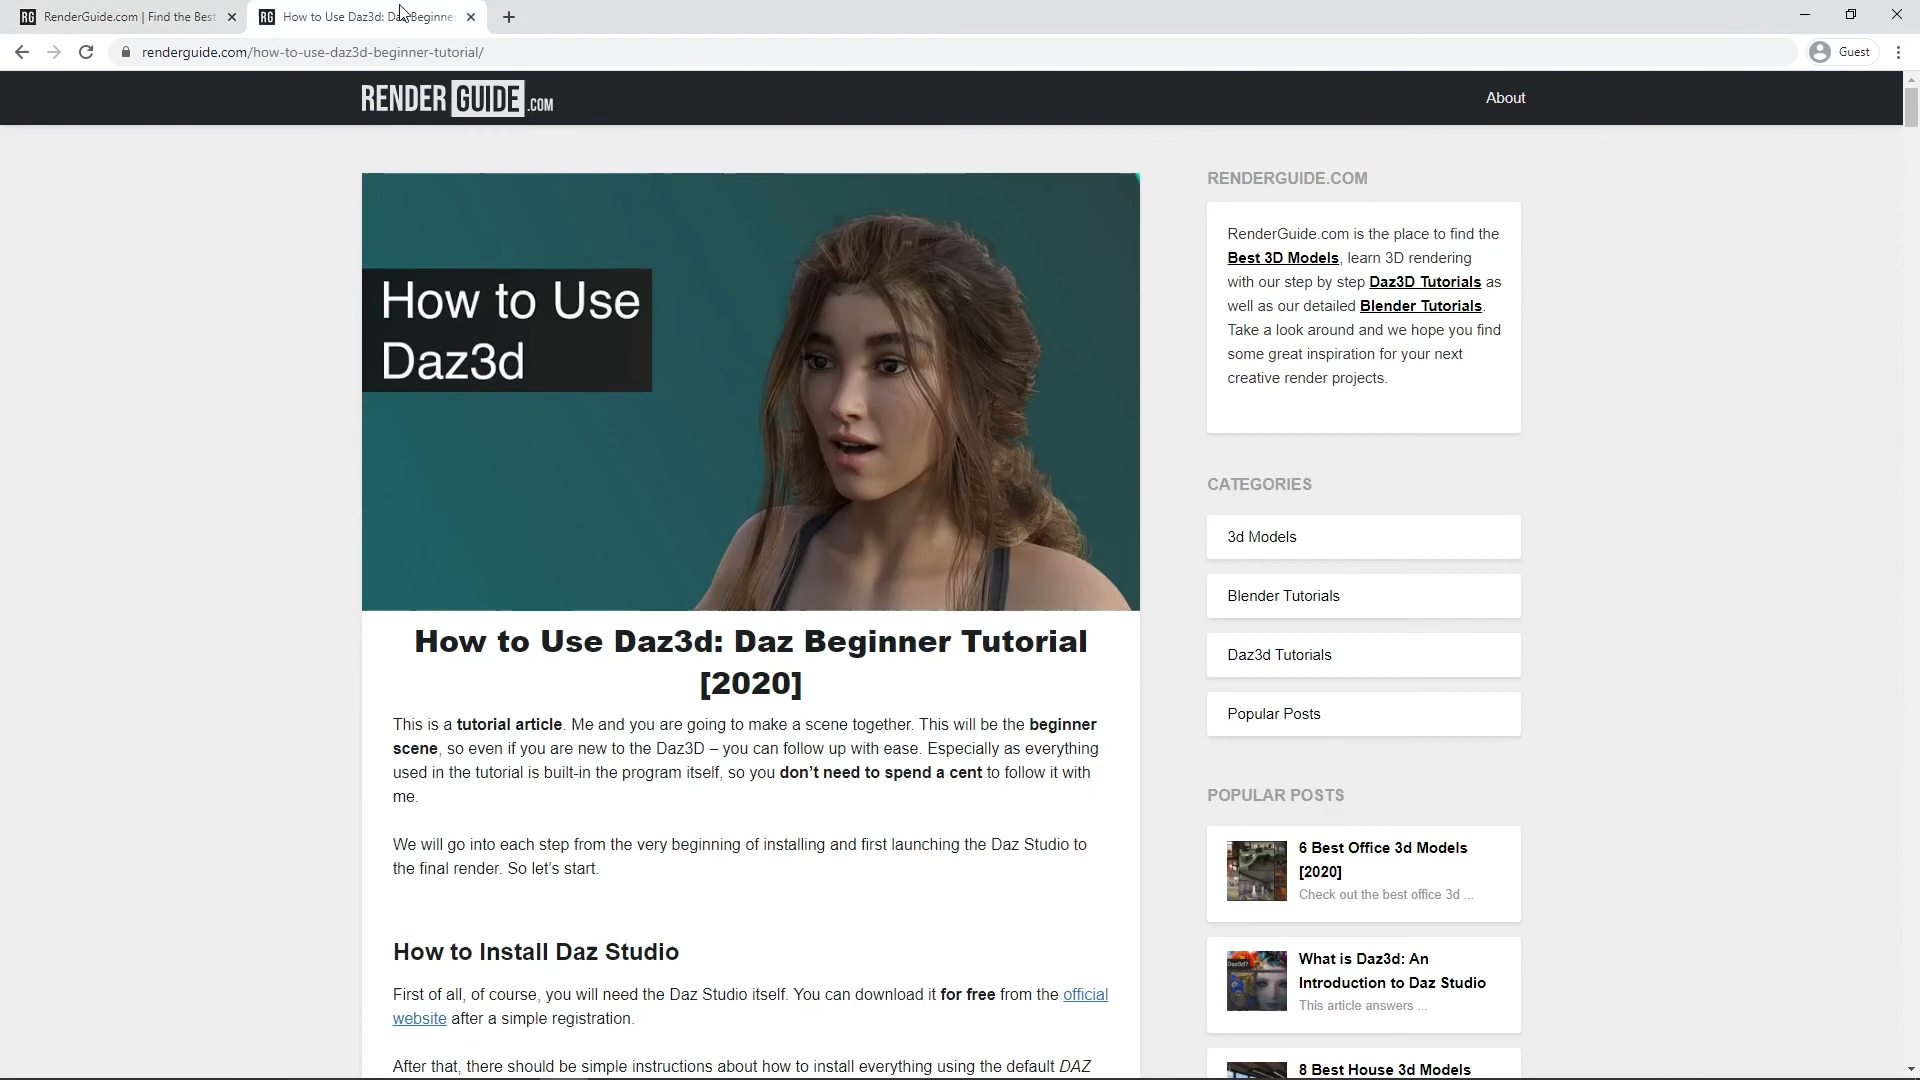 RG RenderGuide.com | Find the Best
RG How to Use Daz3d: Daz Beginner
renderguide.com/how-to-use-daz3d-beginner-tutorial/
Guest
RENDER GUIDE .COM
About
How to Use
Daz3d
How to Use Daz3d: Daz Beginner Tutorial
[2020]
This is a tutorial article. Me and you are going to make a scene together. This will be the beginner
scene, so even if you are new to the Daz3D – you can follow up with ease. Especially as everything
used in the tutorial is built-in the program itself, so you don’t need to spend a cent to follow it with
me.
We will go into each step from the very beginning of installing and first launching the Daz Studio to
the final render. So let’s start.
How to Install Daz Studio
First of all, of course, you will need the Daz Studio itself. You can download it for free from the official
website after a simple registration.
After that, there should be simple instructions about how to install everything using the default DAZ
RENDERGUIDE.COM
RenderGuide.com is the place to find the
Best 3D Models, learn 3D rendering
with our step by step Daz3D Tutorials as
well as our detailed Blender Tutorials.
Take a look around and we hope you find
some great inspiration for your next
creative render projects.
CATEGORIES
3d Models
Blender Tutorials
Daz3d Tutorials
Popular Posts
POPULAR POSTS
6 Best Office 3d Models
[2020]
Check out the best office 3d ...
What is Daz3d: An
Introduction to Daz Studio
This article answers ...
8 Best House 3d Models